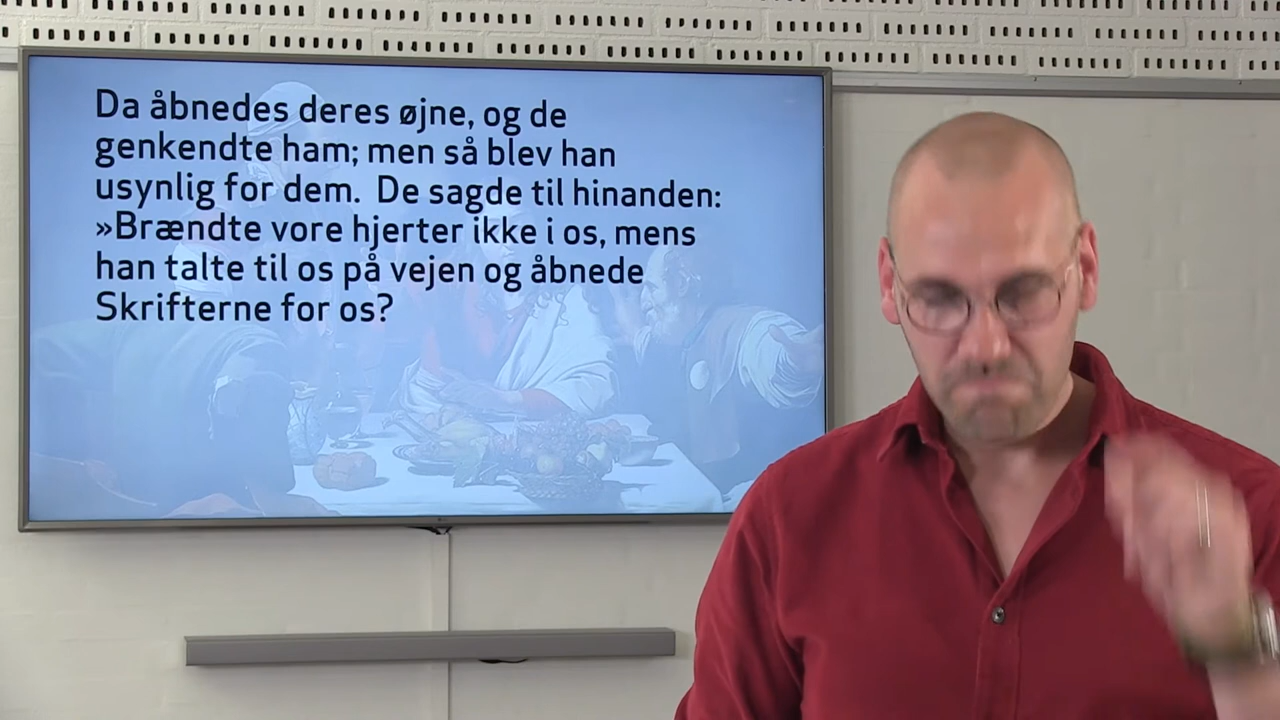 Da åbnedes deres øjne, og de
genkendte ham; men så blev han
usynlig for dem.  De sagde til hinanden:
»Brændte vore hjerter ikke i os, mens
han talte til os på vejen og åbnede
Skrifterne for os?